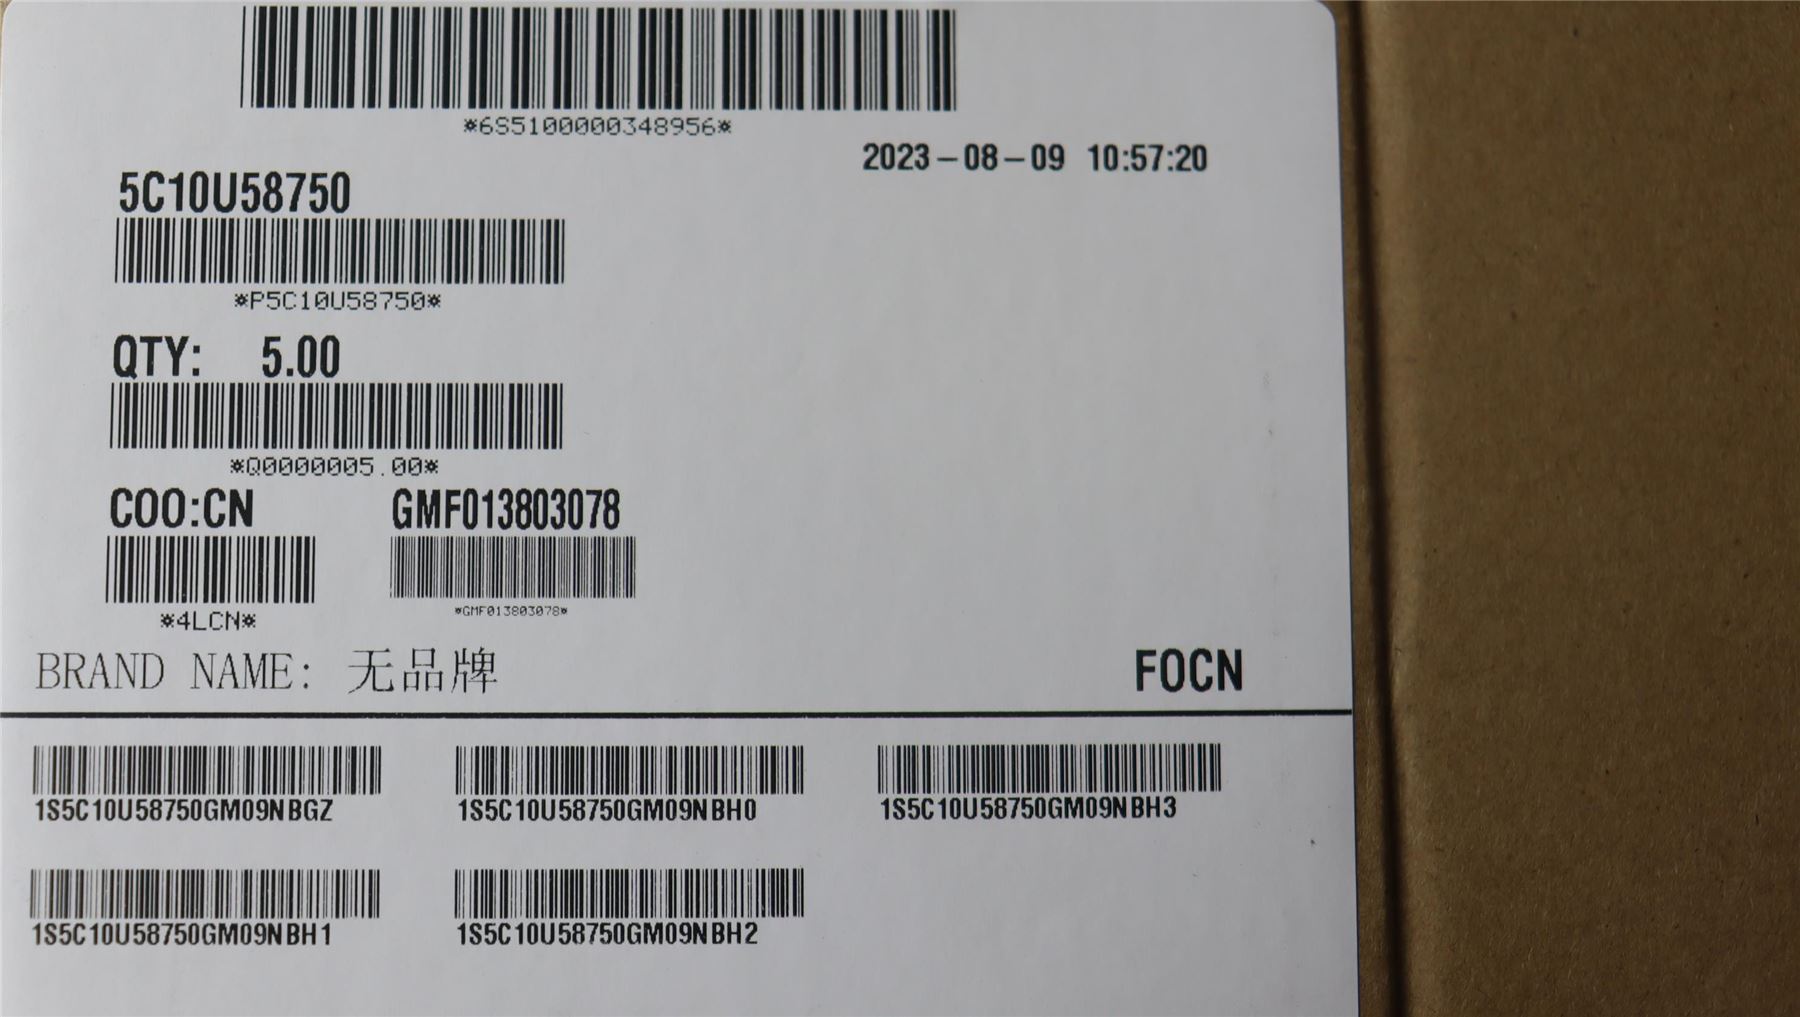 *6S5100000348956*
2023-08-09 10:57:20
5C10U58750
*P5C10U58750*
QTY: 5.00
*Q0000005.00*
COO:CN GMF013803078
*4LCN* *GMF013803078*
BRAND NAME: 无品牌 FOCN
1S5C10U58750GM09NBGZ 1S5C10U58750GM09NBH0 1S5C10U58750GM09NBH3
1S5C10U58750GM09NBH1 1S5C10U58750GM09NBH2